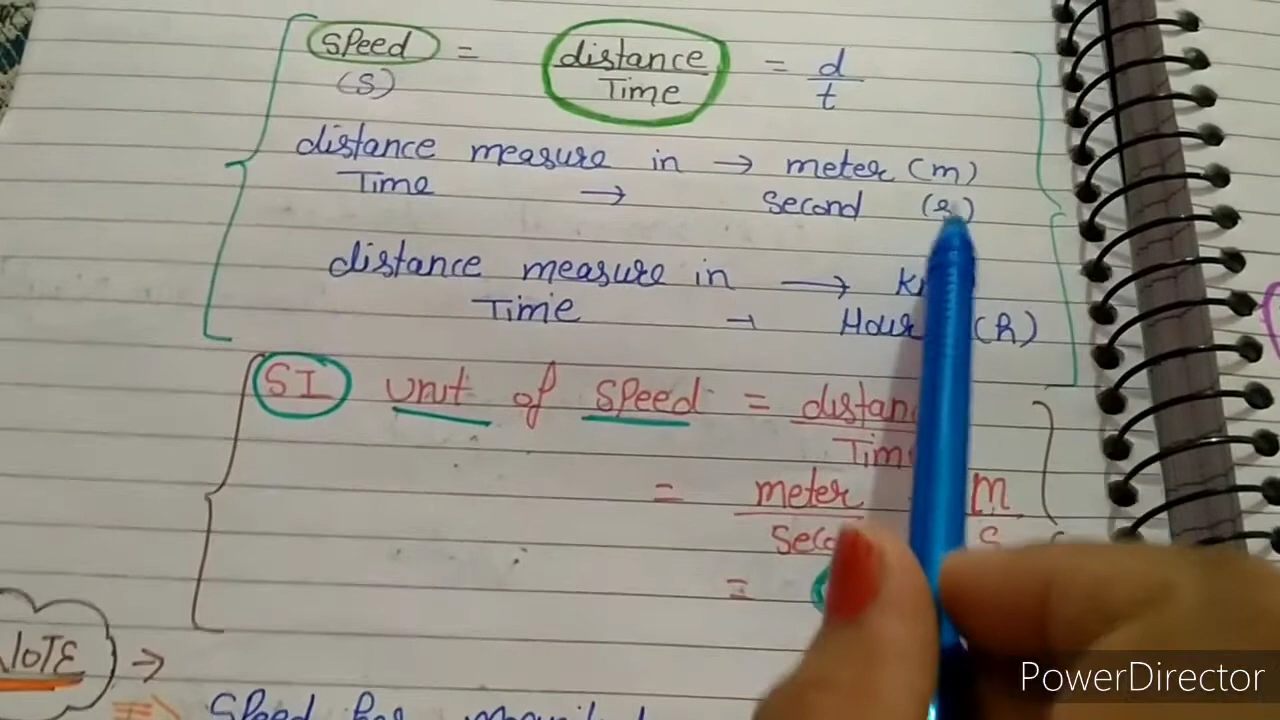 Speed = distance / Time = d / t
(S)
distance measure in → meter (m)
Time → Second (s)
distance measure in →
Time → Hour (h)
SI unit of Speed =
= meter / m / s
=
NOTE →
⇒ Speed has
PowerDirector